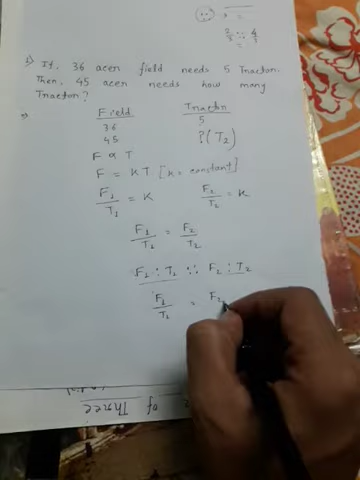 1) If, 36 acer field needs 5 Tractor.
Then, 45 acer needs how many
Tractor?
Field Tractor
36 5
45 ?(T₂)
F ∝ T
F = KT [K = constant]
F₁/T₁ = K F₂/T₂ = K
F₁/T₁ = F₂/T₂
F₁ : T₁ :: F₂ : T₂
F₁/T₁ = F₂
of Three